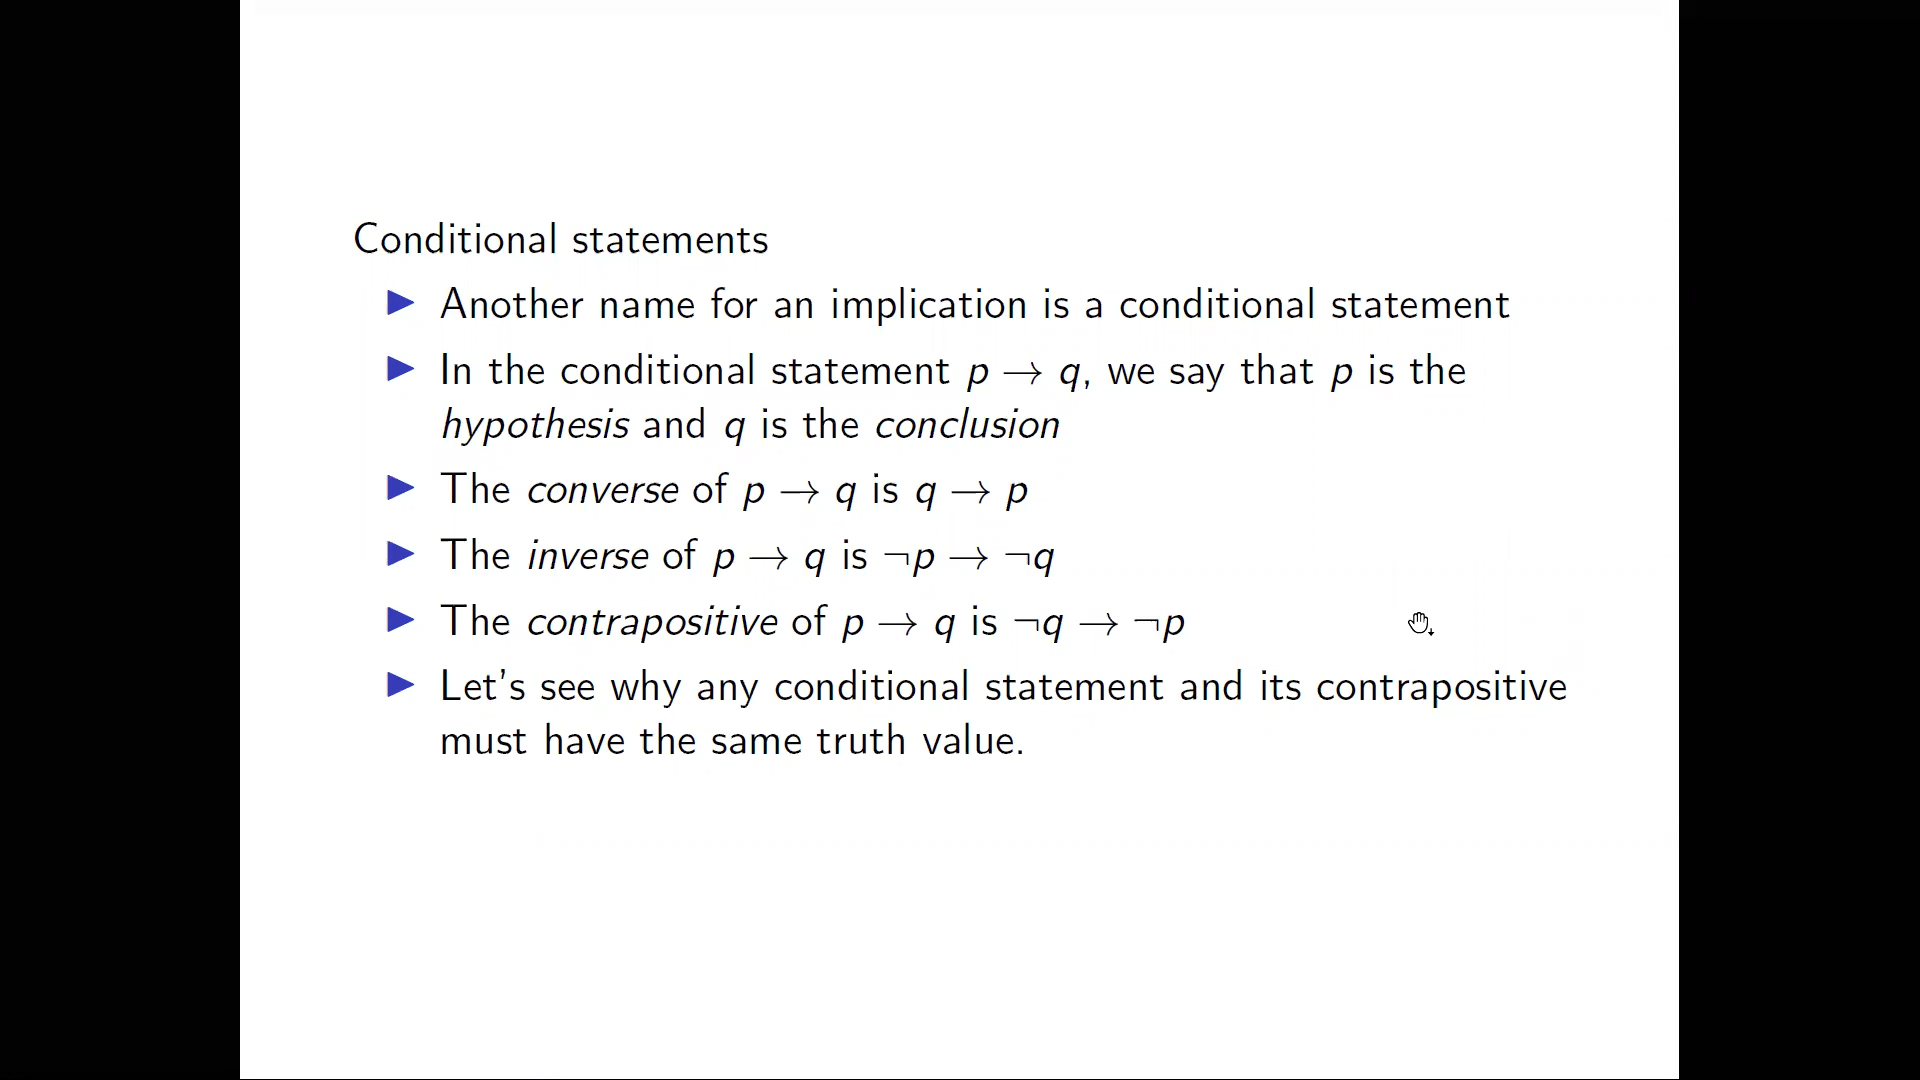 Conditional statements
▶ Another name for an implication is a conditional statement
▶ In the conditional statement p → q, we say that p is the
hypothesis and q is the conclusion
▶ The converse of p → q is q → p
▶ The inverse of p → q is ¬p → ¬q
▶ The contrapositive of p → q is ¬q → ¬p
▶ Let's see why any conditional statement and its contrapositive
must have the same truth value.